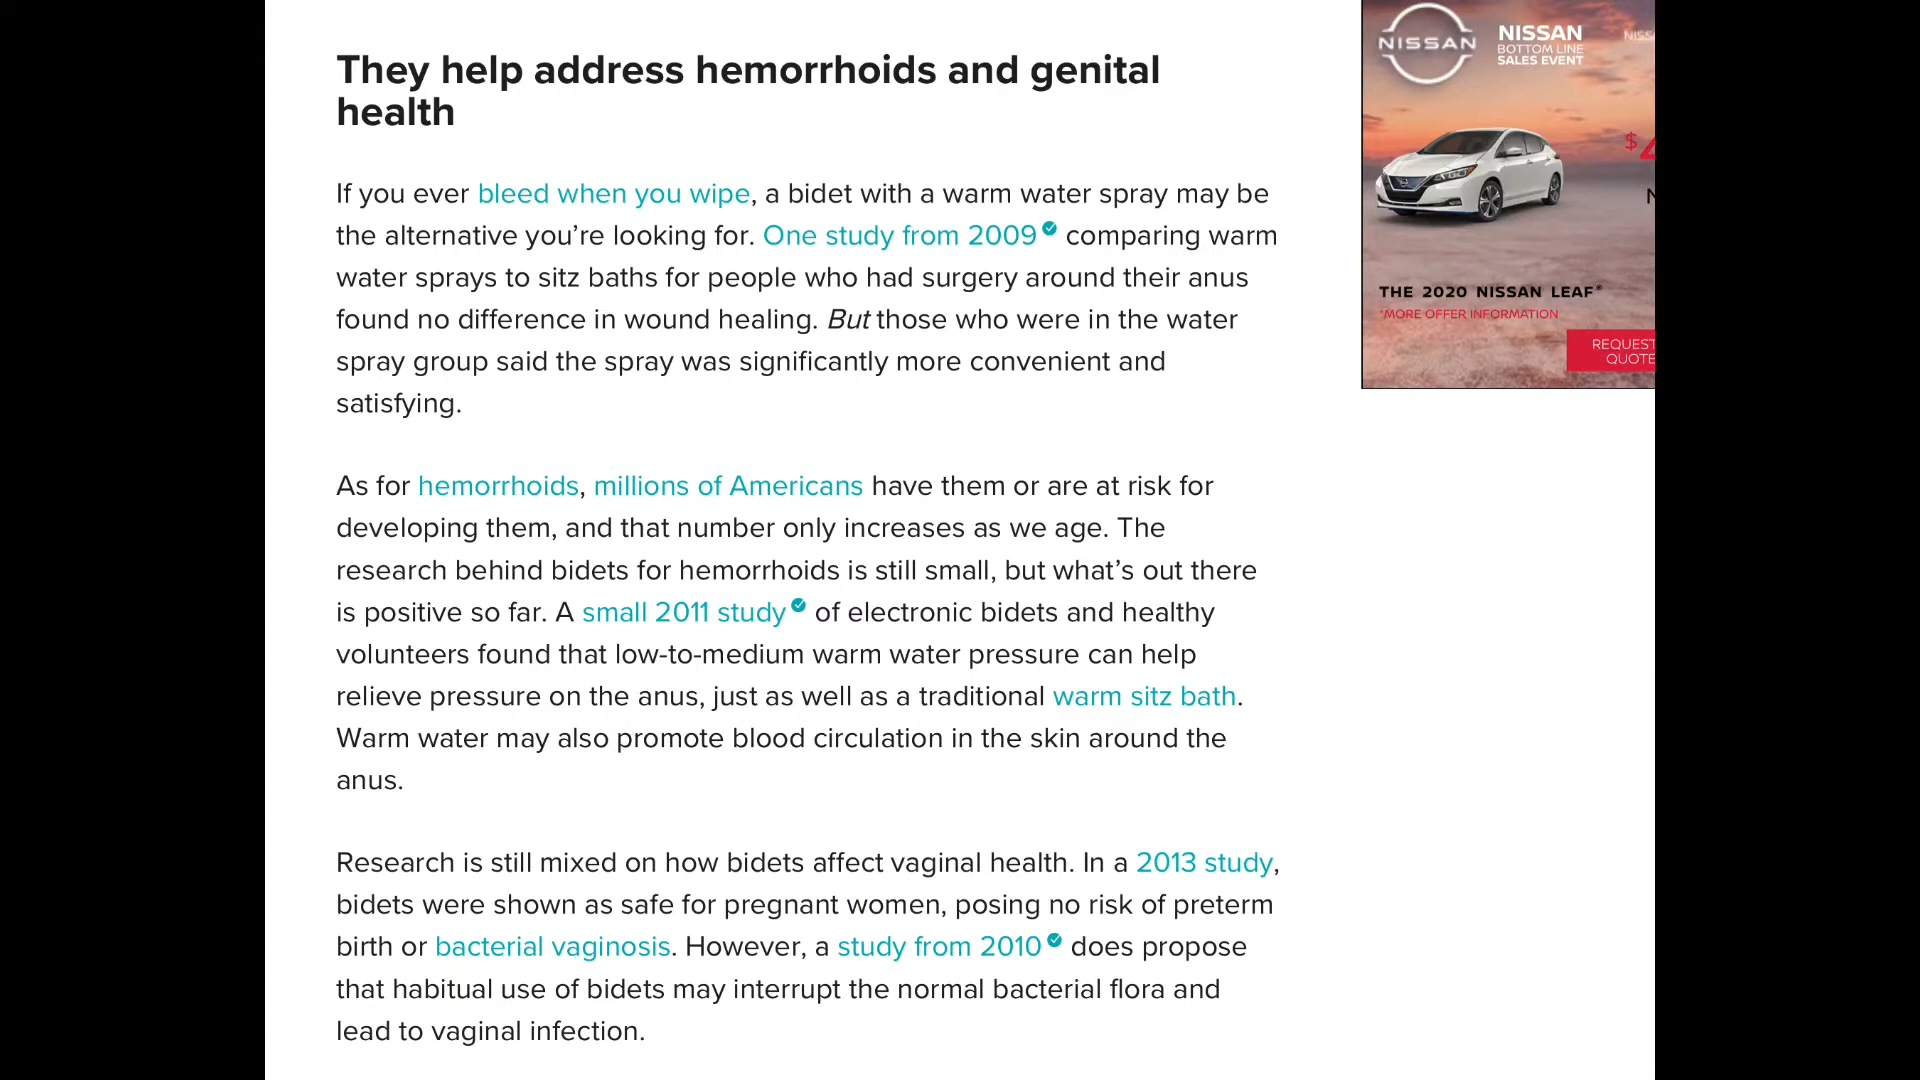 They help address hemorrhoids and genital
health
If you ever bleed when you wipe, a bidet with a warm water spray may be
the alternative you’re looking for. One study from 2009 comparing warm
water sprays to sitz baths for people who had surgery around their anus
found no difference in wound healing. But those who were in the water
spray group said the spray was significantly more convenient and
satisfying.
As for hemorrhoids, millions of Americans have them or are at risk for
developing them, and that number only increases as we age. The
research behind bidets for hemorrhoids is still small, but what’s out there
is positive so far. A small 2011 study of electronic bidets and healthy
volunteers found that low-to-medium warm water pressure can help
relieve pressure on the anus, just as well as a traditional warm sitz bath.
Warm water may also promote blood circulation in the skin around the
anus.
Research is still mixed on how bidets affect vaginal health. In a 2013 study,
bidets were shown as safe for pregnant women, posing no risk of preterm
birth or bacterial vaginosis. However, a study from 2010 does propose
that habitual use of bidets may interrupt the normal bacterial flora and
lead to vaginal infection.
NISSAN
NISSAN
BOTTOM LINE
SALES EVENT
$
THE 2020 NISSAN LEAF®
*MORE OFFER INFORMATION
REQUEST
QUOTE